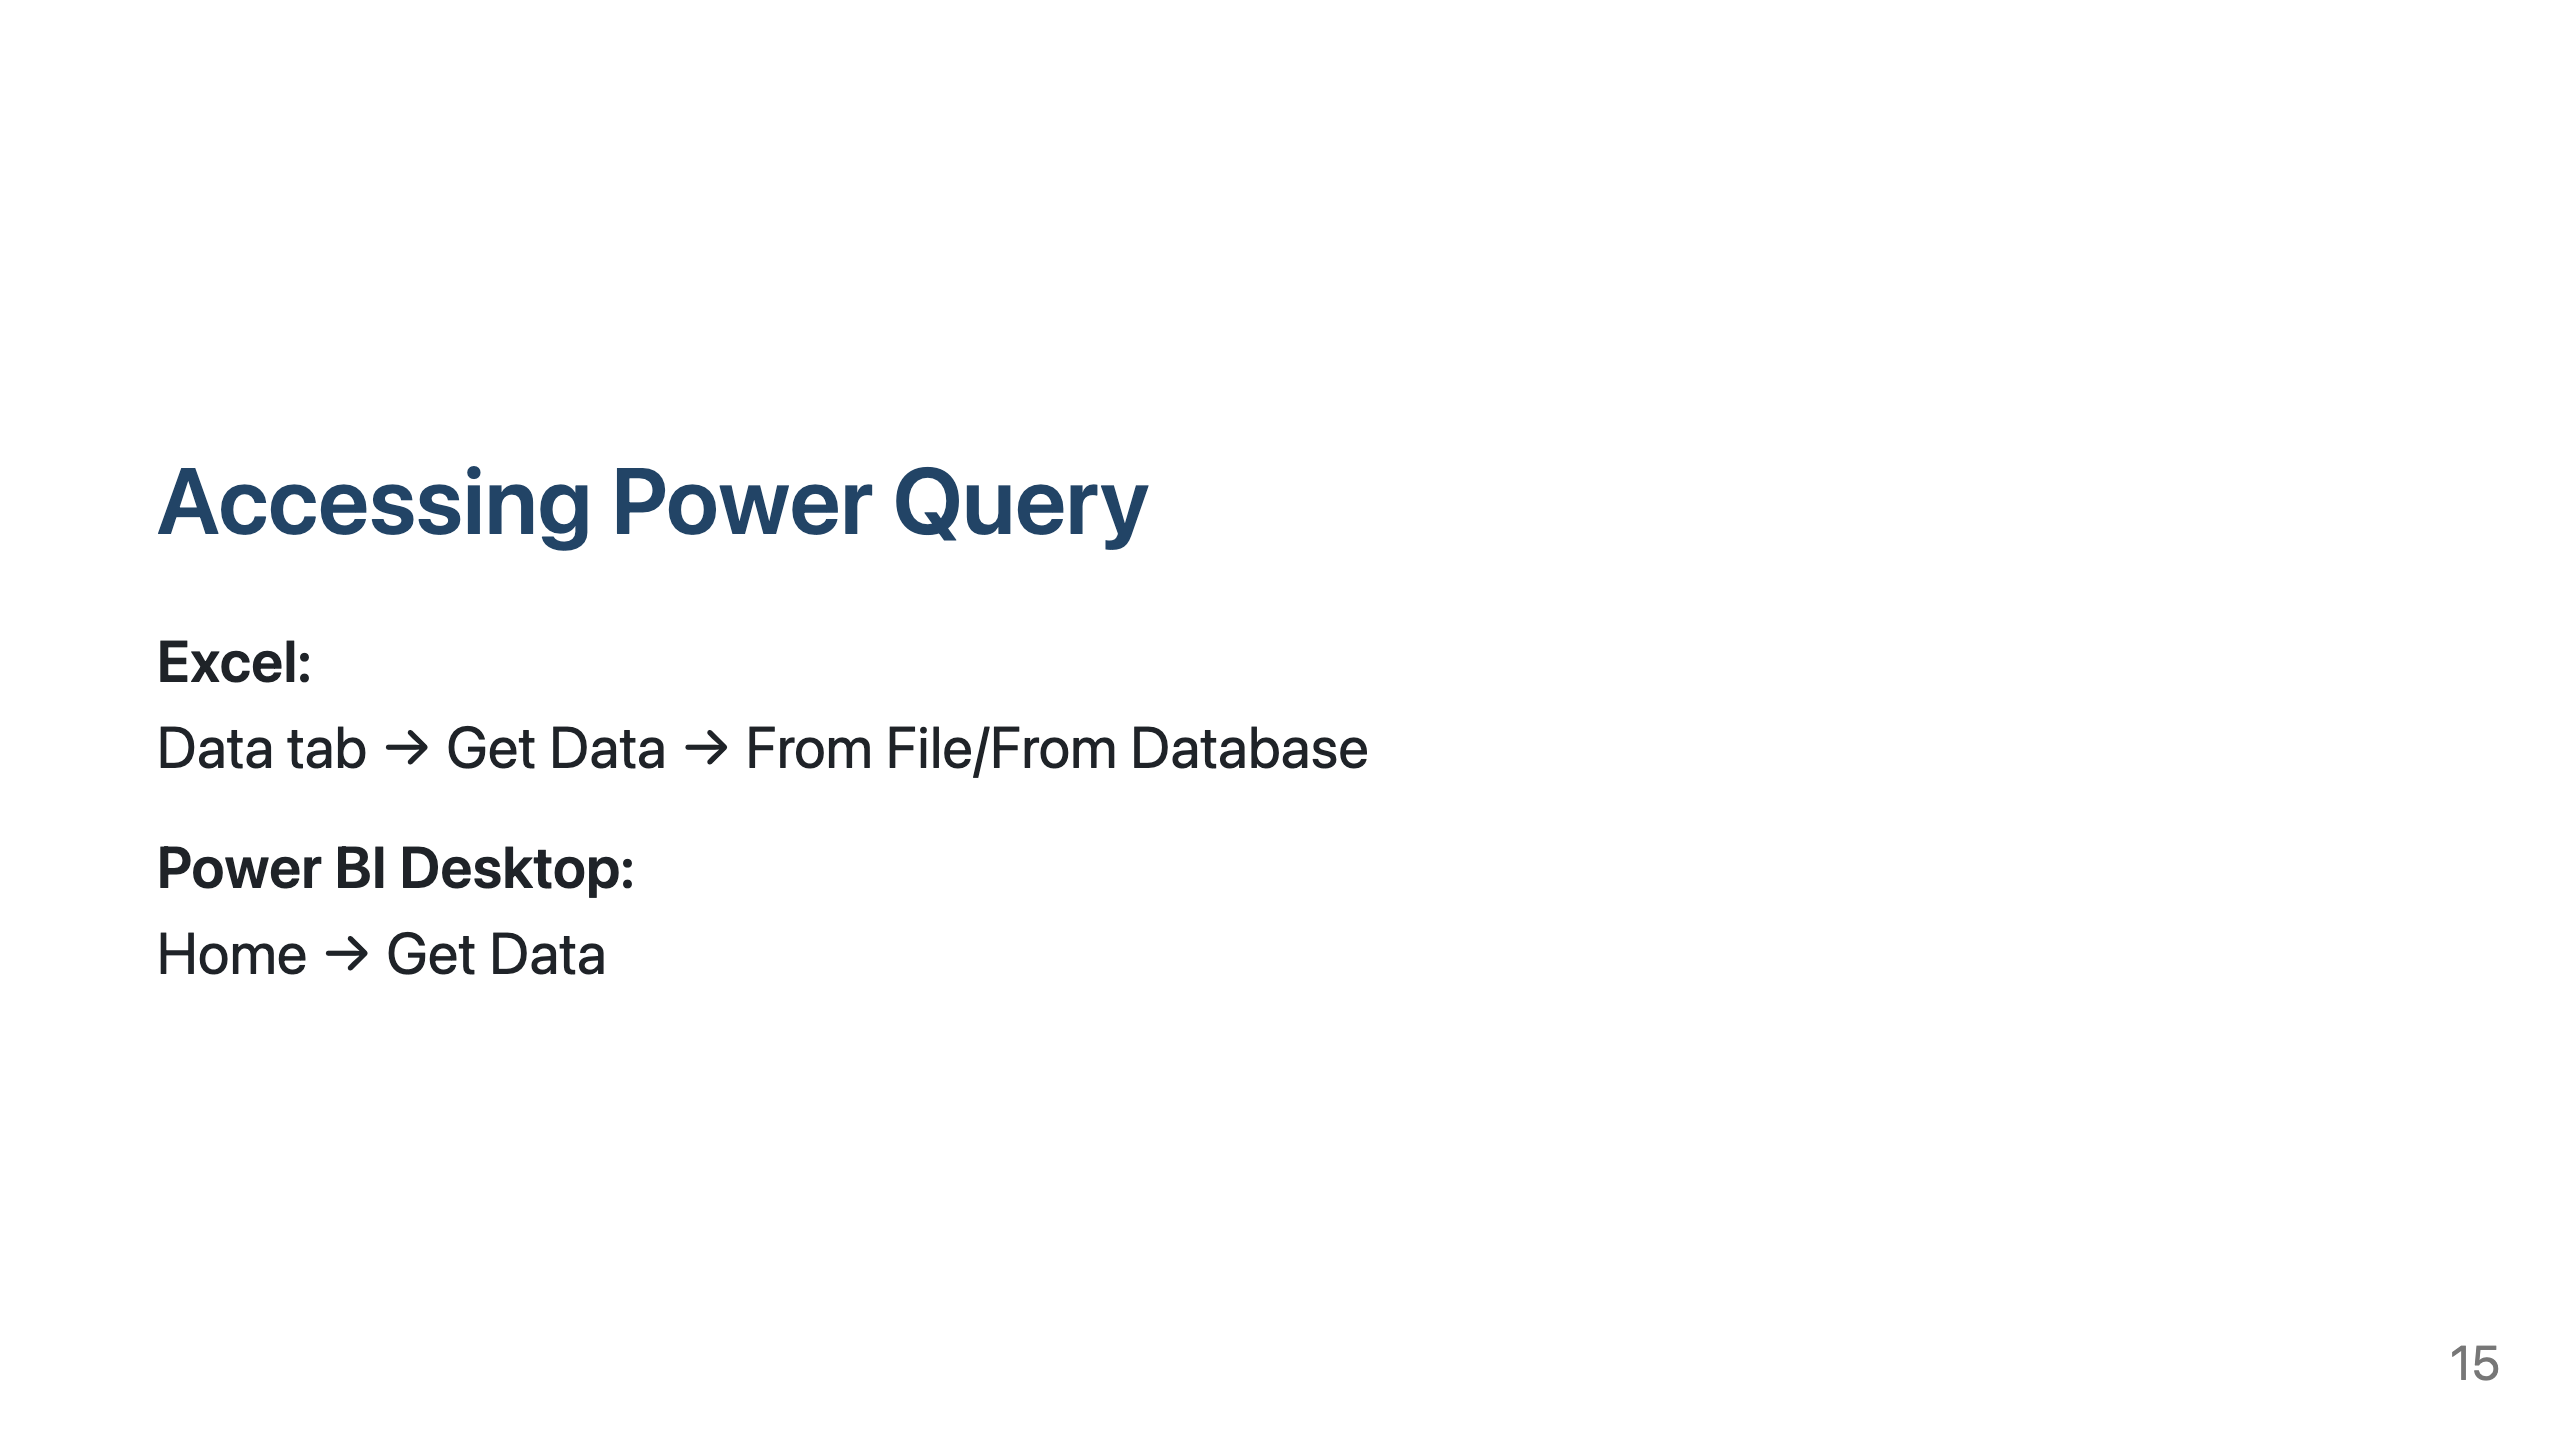 Accessing Power Query
Excel:
Data tab → Get Data → From File/From Database
Power BI Desktop:
Home → Get Data
15